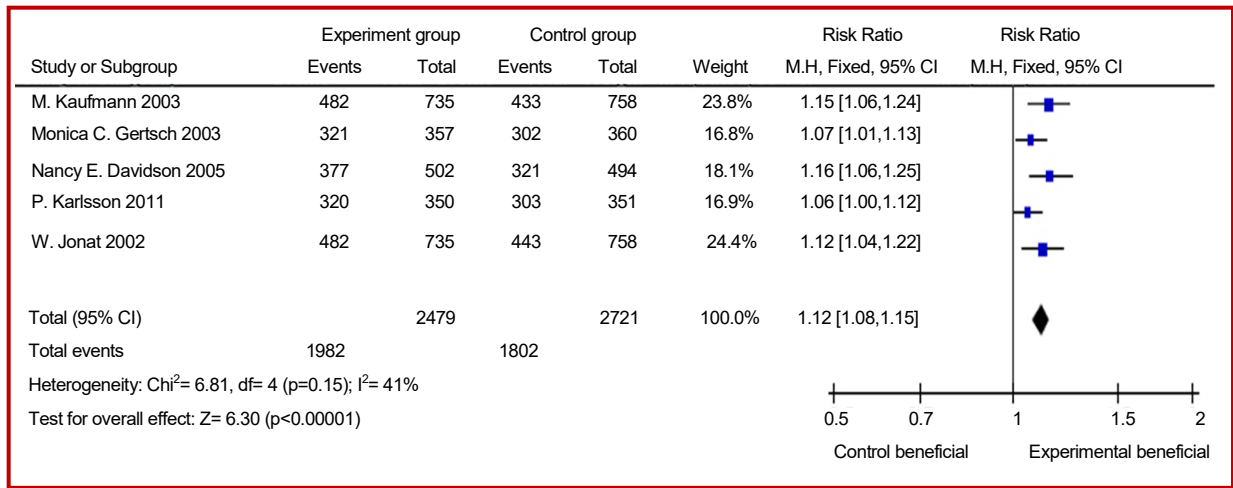 Experiment group Control group Risk Ratio Risk Ratio
Study or Subgroup Events Total Events Total Weight M.H, Fixed, 95% CI M.H, Fixed, 95% CI
M. Kaufmann 2003 482 735 433 758 23.8% 1.15 [1.06,1.24]
Monica C. Gertsch 2003 321 357 302 360 16.8% 1.07 [1.01,1.13]
Nancy E. Davidson 2005 377 502 321 494 18.1% 1.16 [1.06,1.25]
P. Karlsson 2011 320 350 303 351 16.9% 1.06 [1.00,1.12]
W. Jonat 2002 482 735 443 758 24.4% 1.12 [1.04,1.22]
Total (95% CI) 2479 2721 100.0% 1.12 [1.08,1.15]
Total events 1982 1802
Heterogeneity: Chi²= 6.81, df= 4 (p=0.15); I²= 41%
Test for overall effect: Z= 6.30 (p<0.00001)
0.5 0.7 1 1.5 2
Control beneficial Experimental beneficial